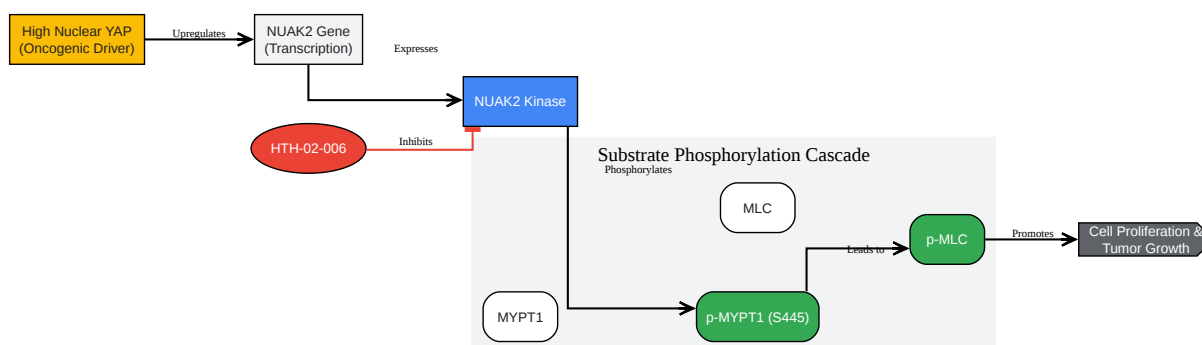 High Nuclear YAP
(Oncogenic Driver)
Upregulates
NUAK2 Gene
(Transcription)
Expresses
NUAK2 Kinase
HTH-02-006
Inhibits
Substrate Phosphorylation Cascade
Phosphorylates
MLC
p-MLC
Promotes
Cell Proliferation &
Tumor Growth
Leads to
MYPT1
p-MYPT1 (S445)